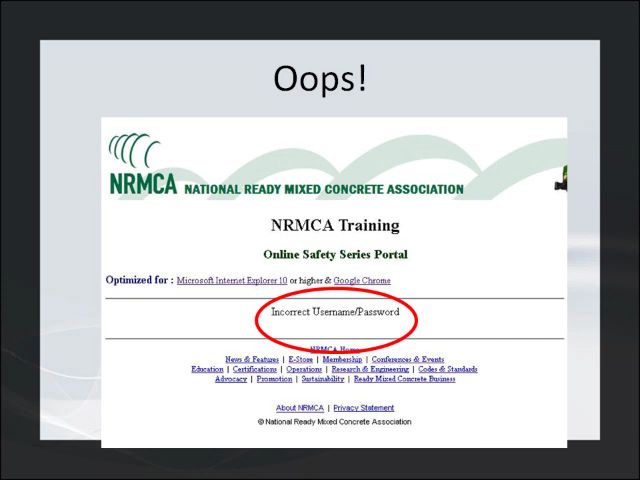 Oops!
NRMCA NATIONAL READY MIXED CONCRETE ASSOCIATION
NRMCA Training
Online Safety Series Portal
Optimized for : Microsoft Internet Explorer 10 or higher & Google Chrome
Incorrect Username/Password
NRMCA Home
News & Features | E-Store | Membership | Conferences & Events
Education | Certifications | Operations | Research & Engineering | Codes & Standards
Advocacy | Promotion | Sustainability | Ready Mixed Concrete Business
About NRMCA | Privacy Statement
© National Ready Mixed Concrete Association